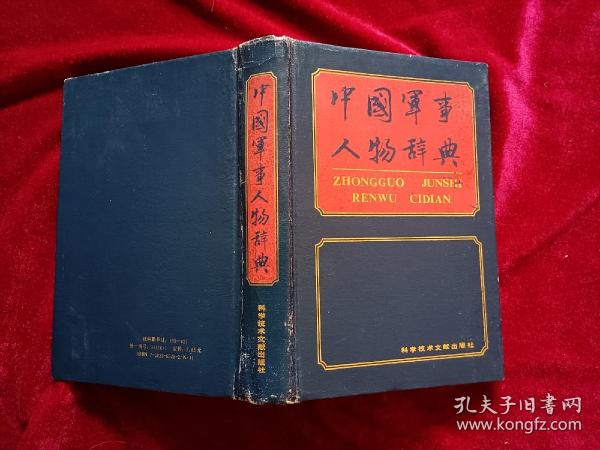 中國軍事
人物辞典
ZHONGGUO JUNSHI
RENWU CIDIAN
科学技术文献出版社
中國軍事人物辞典
科学技术文献出版社
孔夫子旧书网
www.kongfz.com